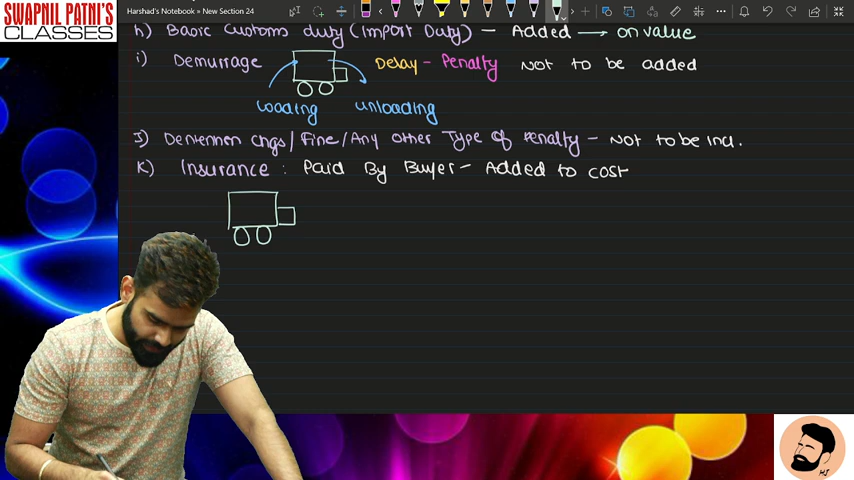 SWAPNIL PATNI'S
CLASSES
Harshad's Notebook » New Section 24
h) Basic Customs duty (Import Duty) - Added → on value
i) Demurrage Delay - Penalty Not to be added
Loading unloading
J) Detention chgs/Fine/Any other Type of Penalty - Not to be incl.
K) Insurance : Paid By Buyer - Added to cost